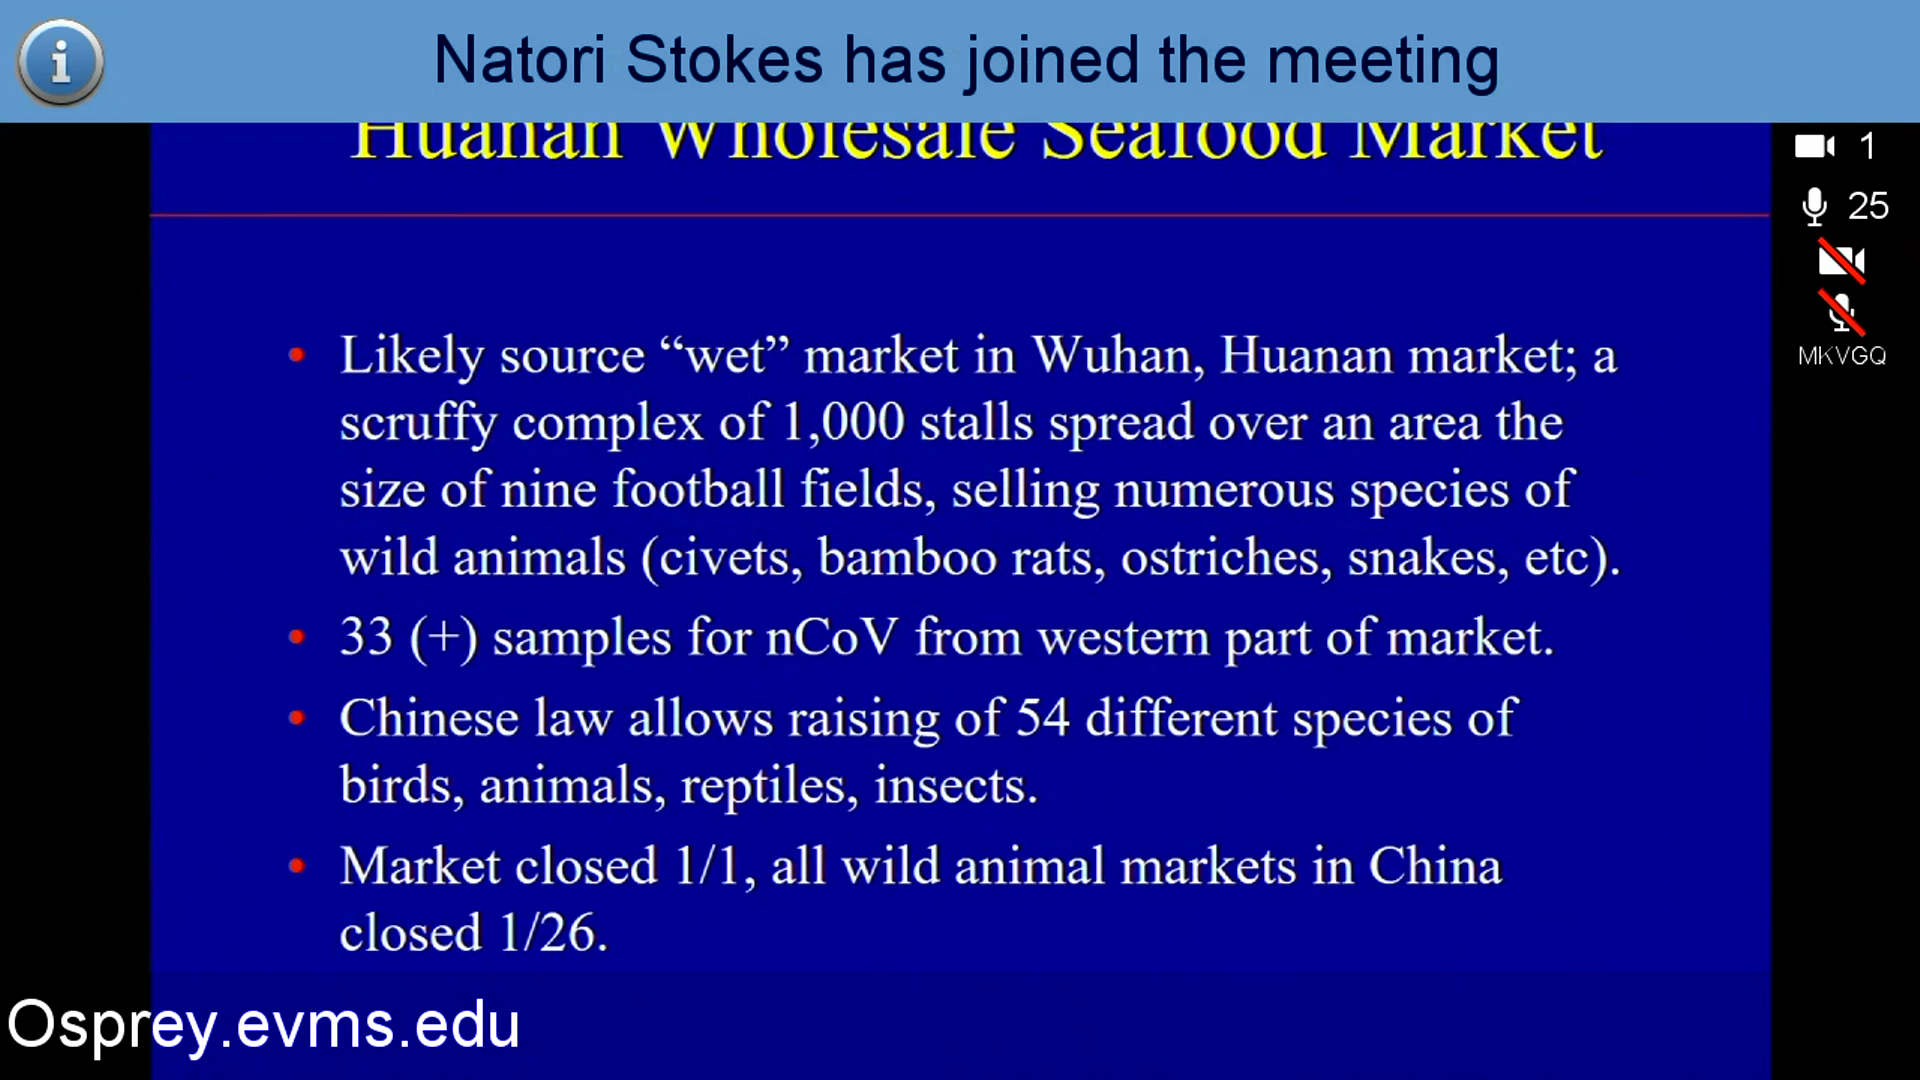 Natori Stokes has joined the meeting
Huanan Wholesale Seafood Market
1
25
MKVGQ
• Likely source “wet” market in Wuhan, Huanan market; a
scruffy complex of 1,000 stalls spread over an area the
size of nine football fields, selling numerous species of
wild animals (civets, bamboo rats, ostriches, snakes, etc).
• 33 (+) samples for nCoV from western part of market.
• Chinese law allows raising of 54 different species of
birds, animals, reptiles, insects.
• Market closed 1/1, all wild animal markets in China
closed 1/26.
Osprey.evms.edu